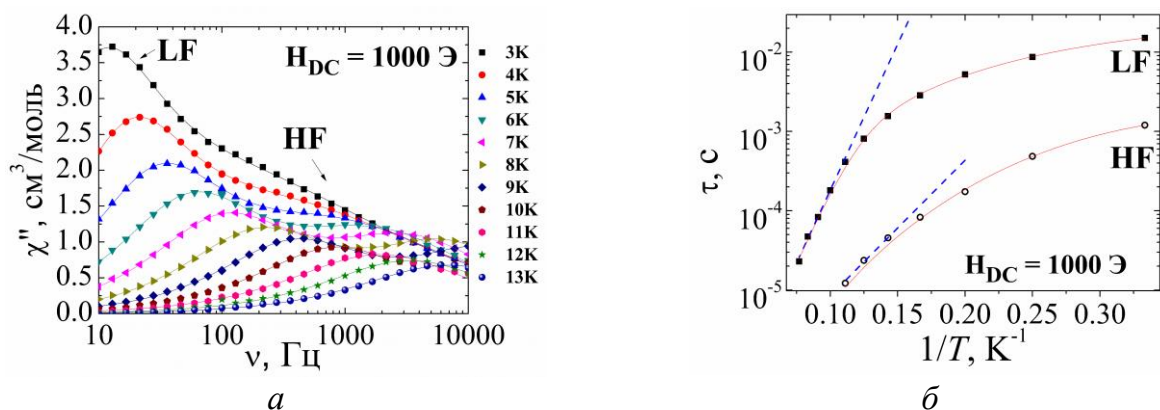 χ", см³/моль
4.0
3.5
3.0
2.5
2.0
1.5
1.0
0.5
0.0
10
100
1000
10000
ν, Гц
LF
HF
H_DC = 1000 Э
3K
4K
5K
6K
7K
8K
9K
10K
11K
12K
13K
а
τ, с
10⁻²
10⁻³
10⁻⁴
10⁻⁵
0.10
0.15
0.20
0.25
0.30
1/T, K⁻¹
LF
HF
H_DC = 1000 Э
б